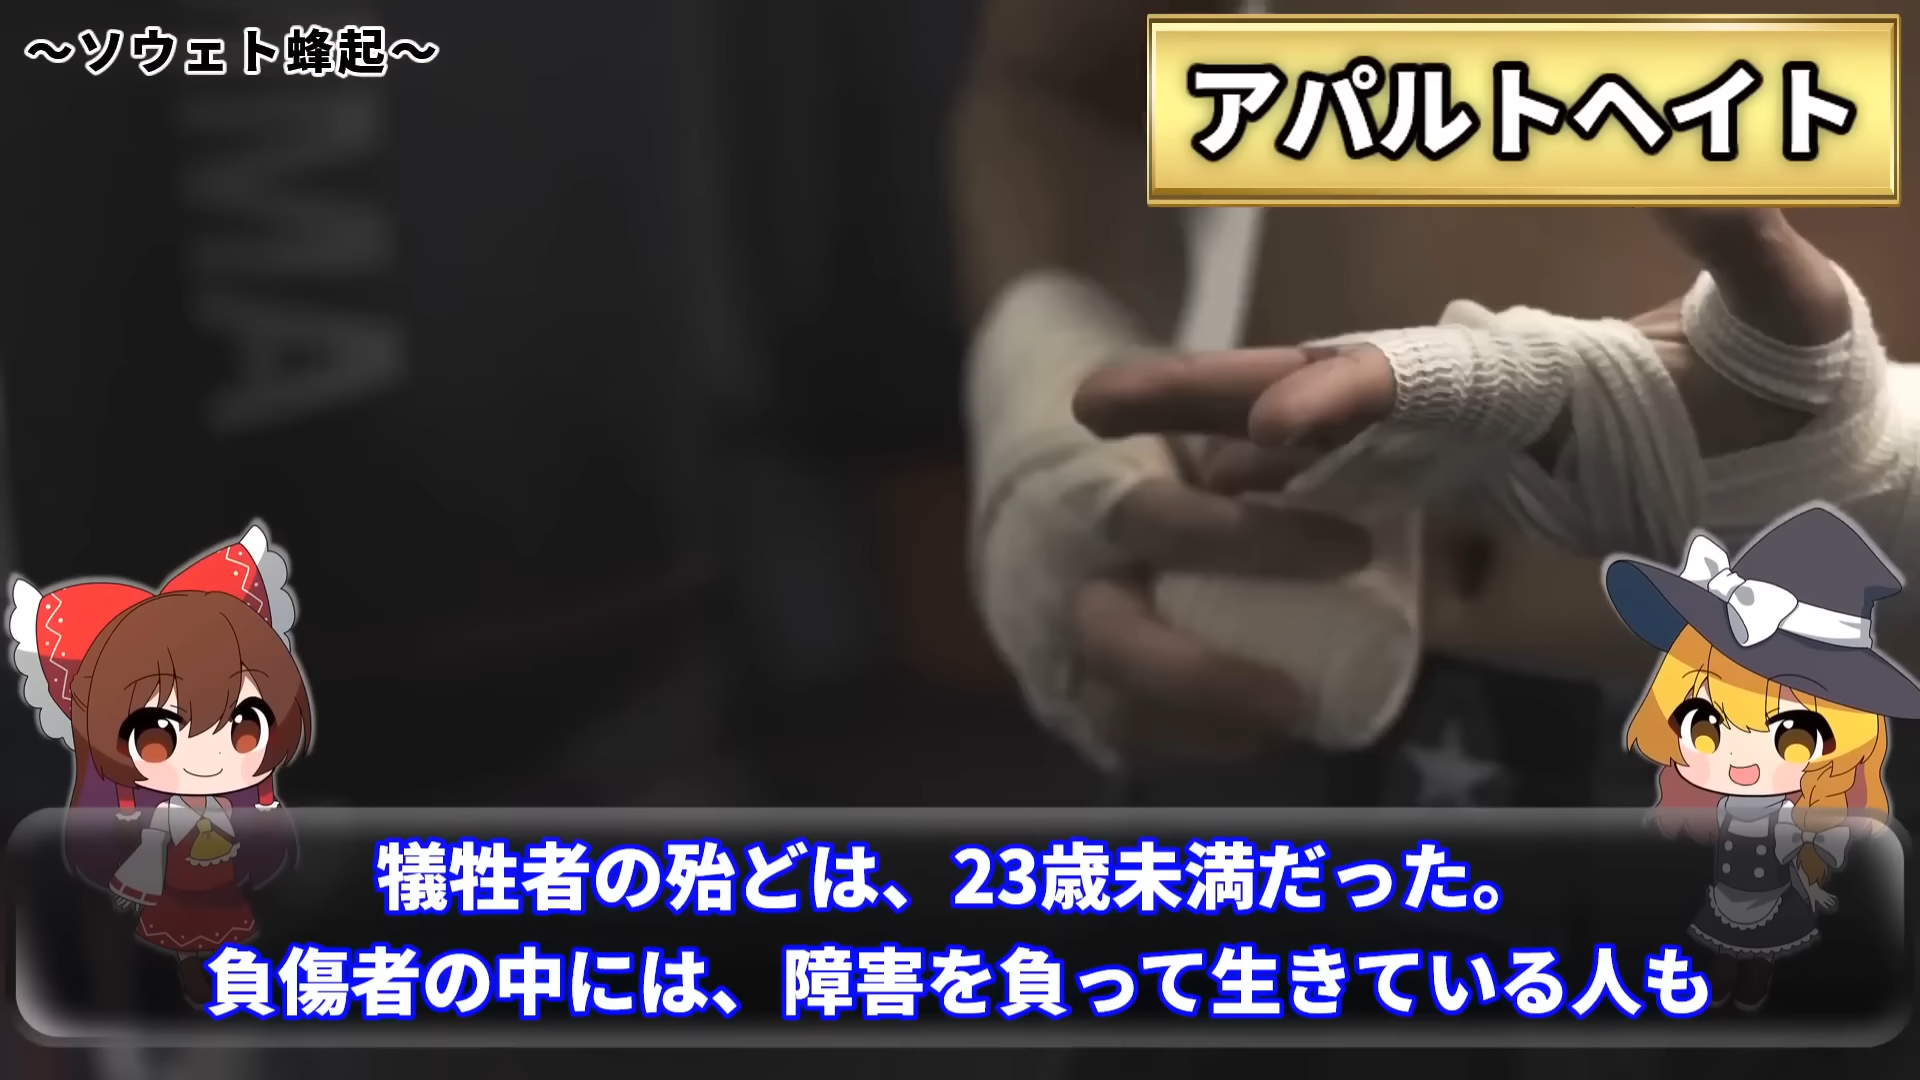 ～ソウェト蜂起～
アパルトヘイト
MMA
犠牲者の殆どは、23歳未満だった。
負傷者の中には、障害を負って生きている人も